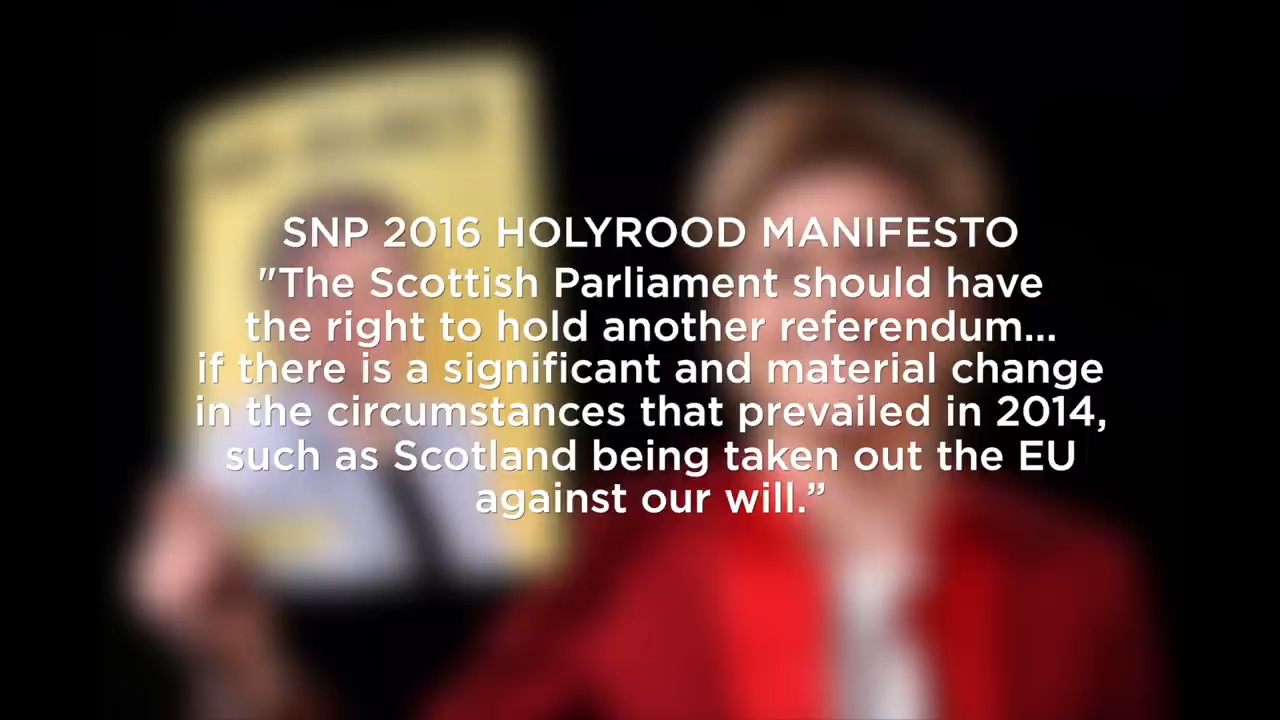 SNP 2016 HOLYROOD MANIFESTO
"The Scottish Parliament should have
the right to hold another referendum...
if there is a significant and material change
in the circumstances that prevailed in 2014,
such as Scotland being taken out the EU
against our will.”